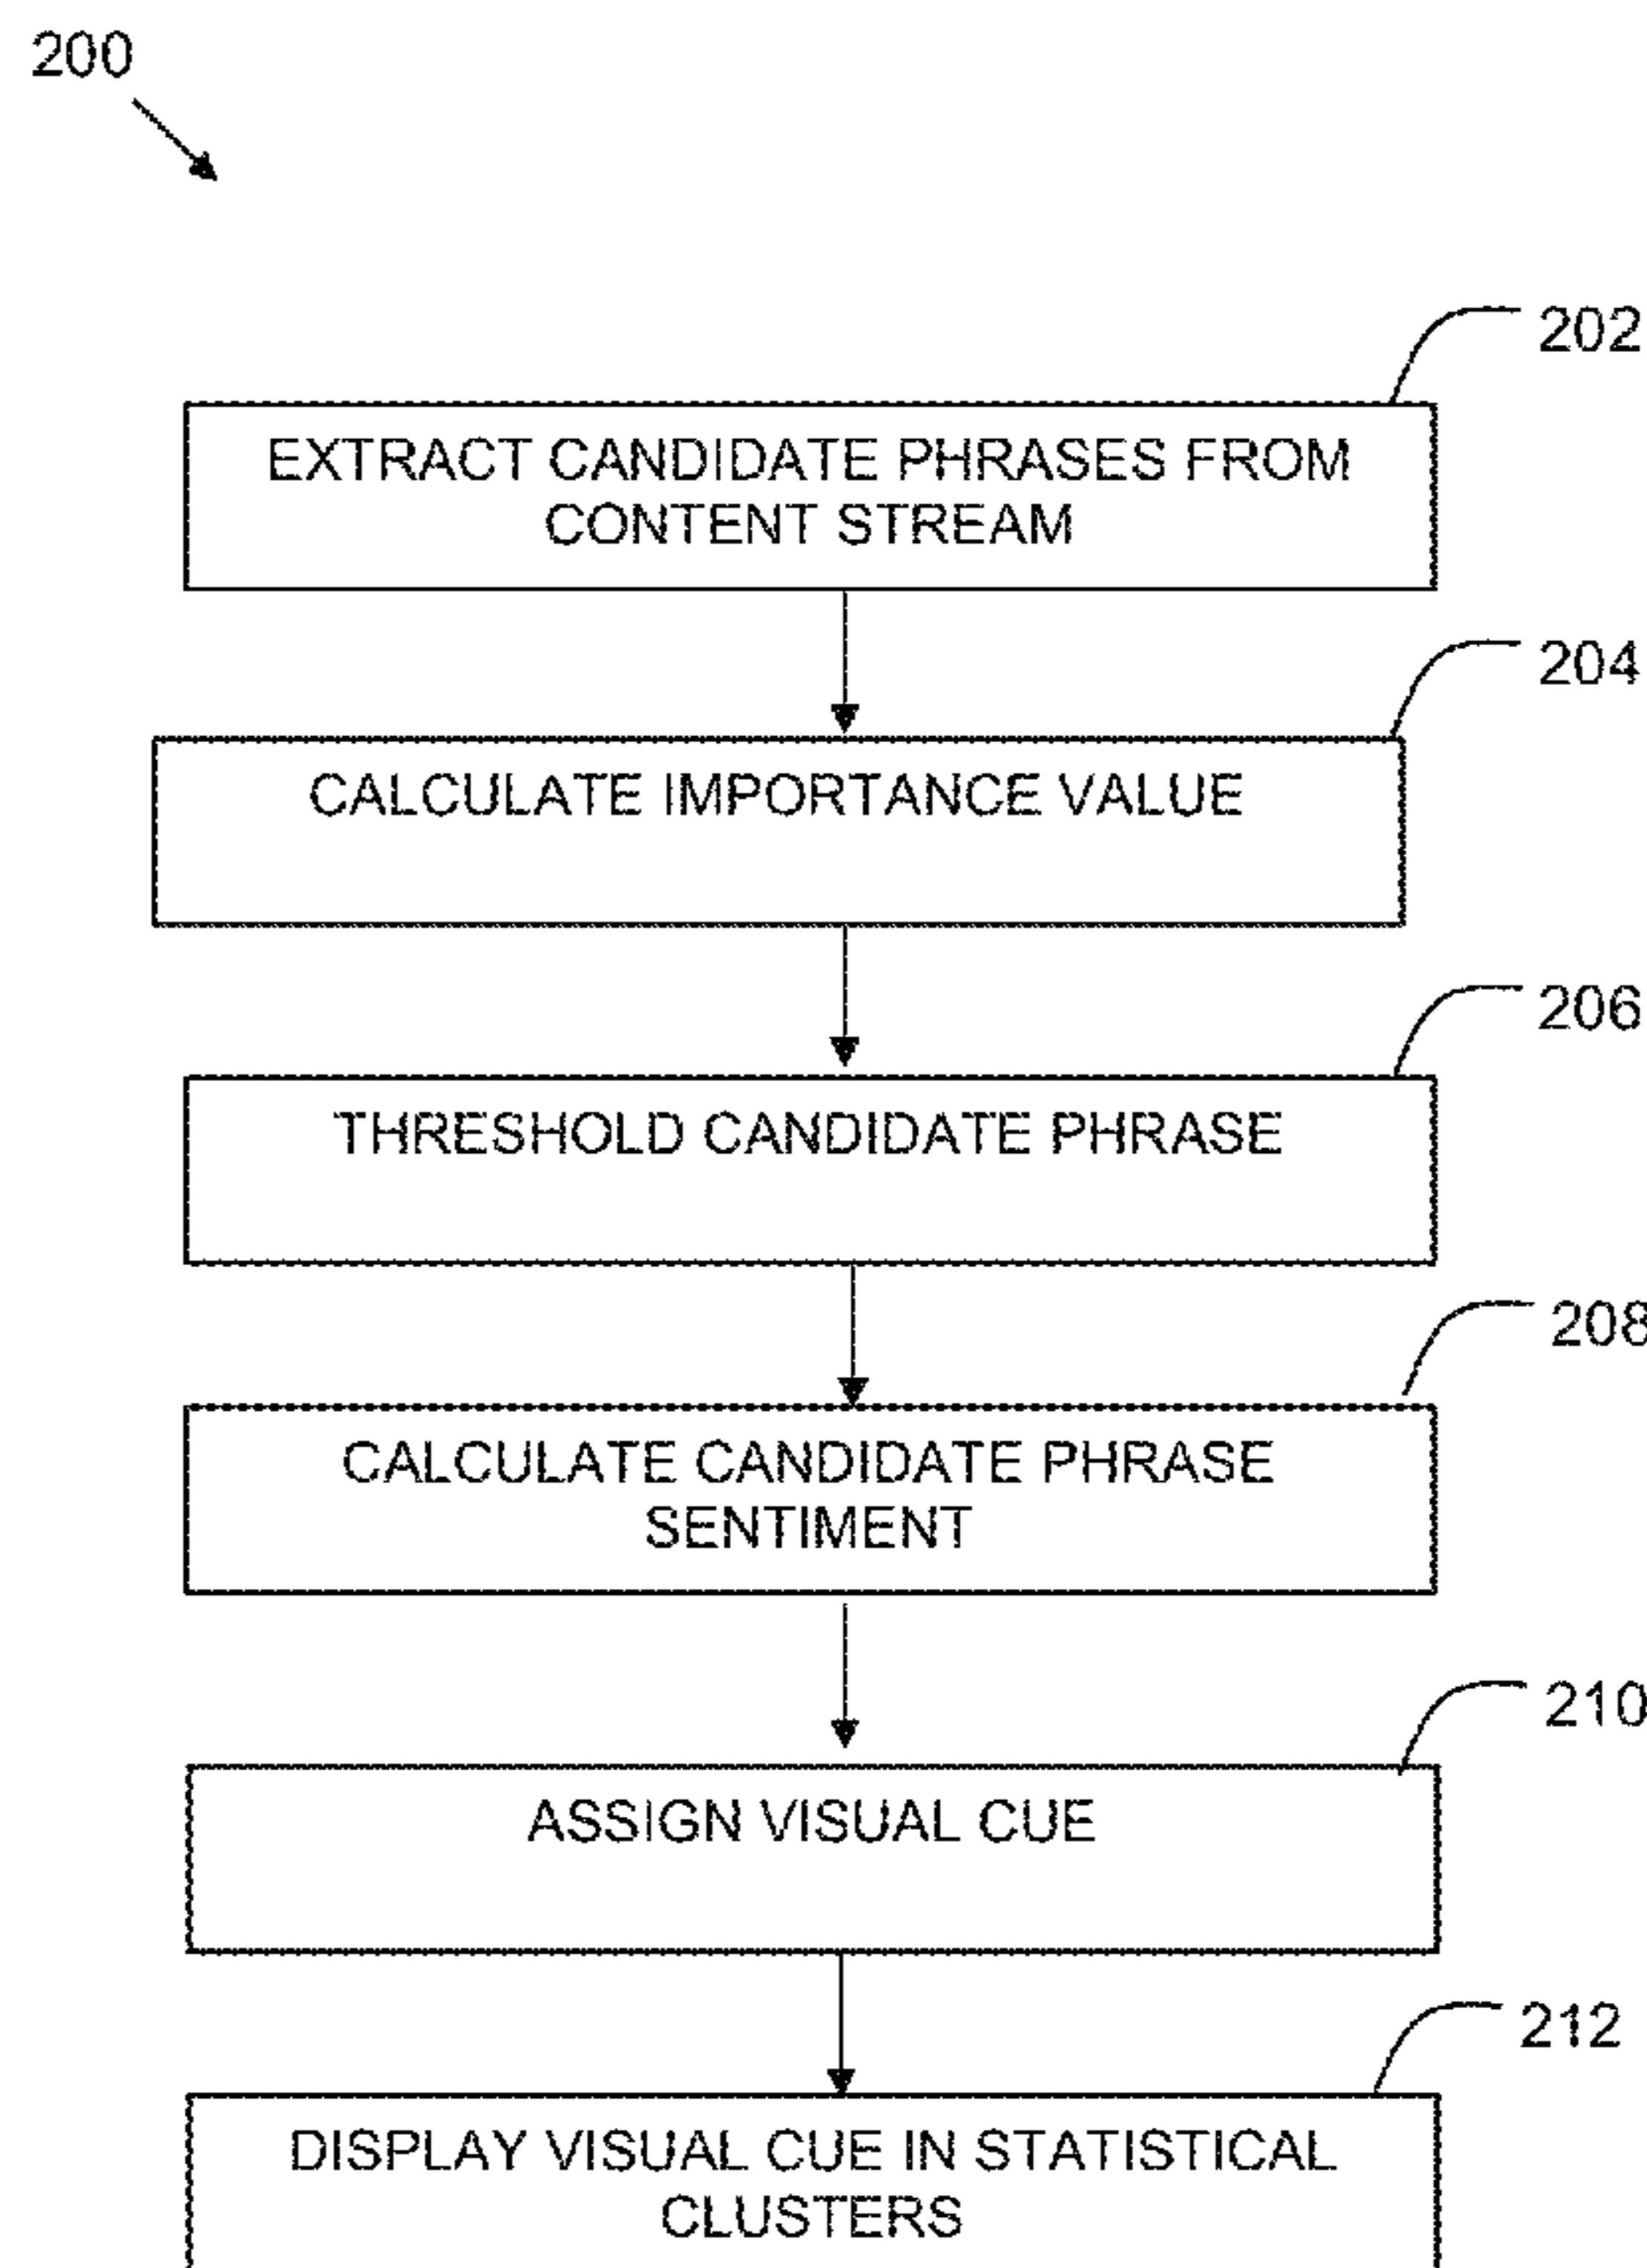 200
202
EXTRACT CANDIDATE PHRASES FROM
CONTENT STREAM
204
CALCULATE IMPORTANCE VALUE
206
THRESHOLD CANDIDATE PHRASE
208
CALCULATE CANDIDATE PHRASE
SENTIMENT
210
ASSIGN VISUAL CUE
212
DISPLAY VISUAL CUE IN STATISTICAL
CLUSTERS